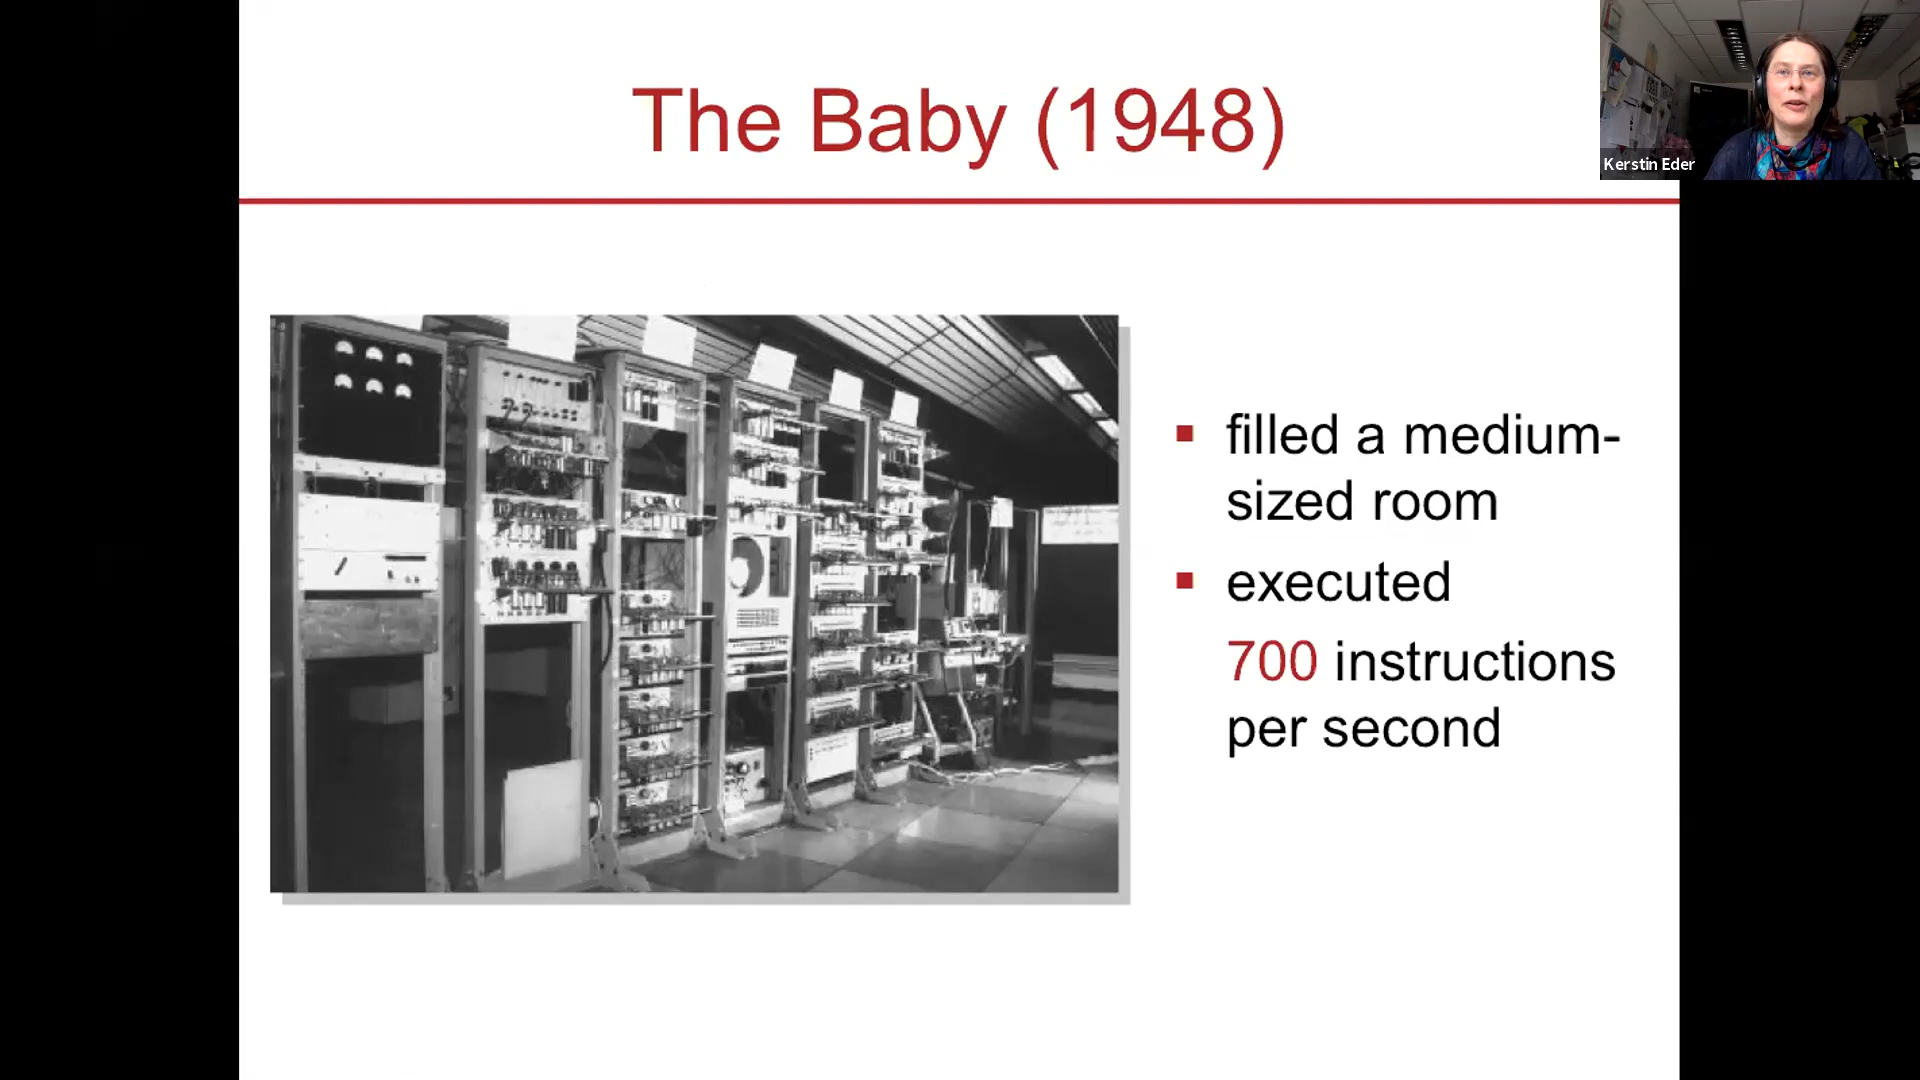 The Baby (1948)
Kerstin Eder
▪ filled a medium-
sized room
▪ executed
700 instructions
per second